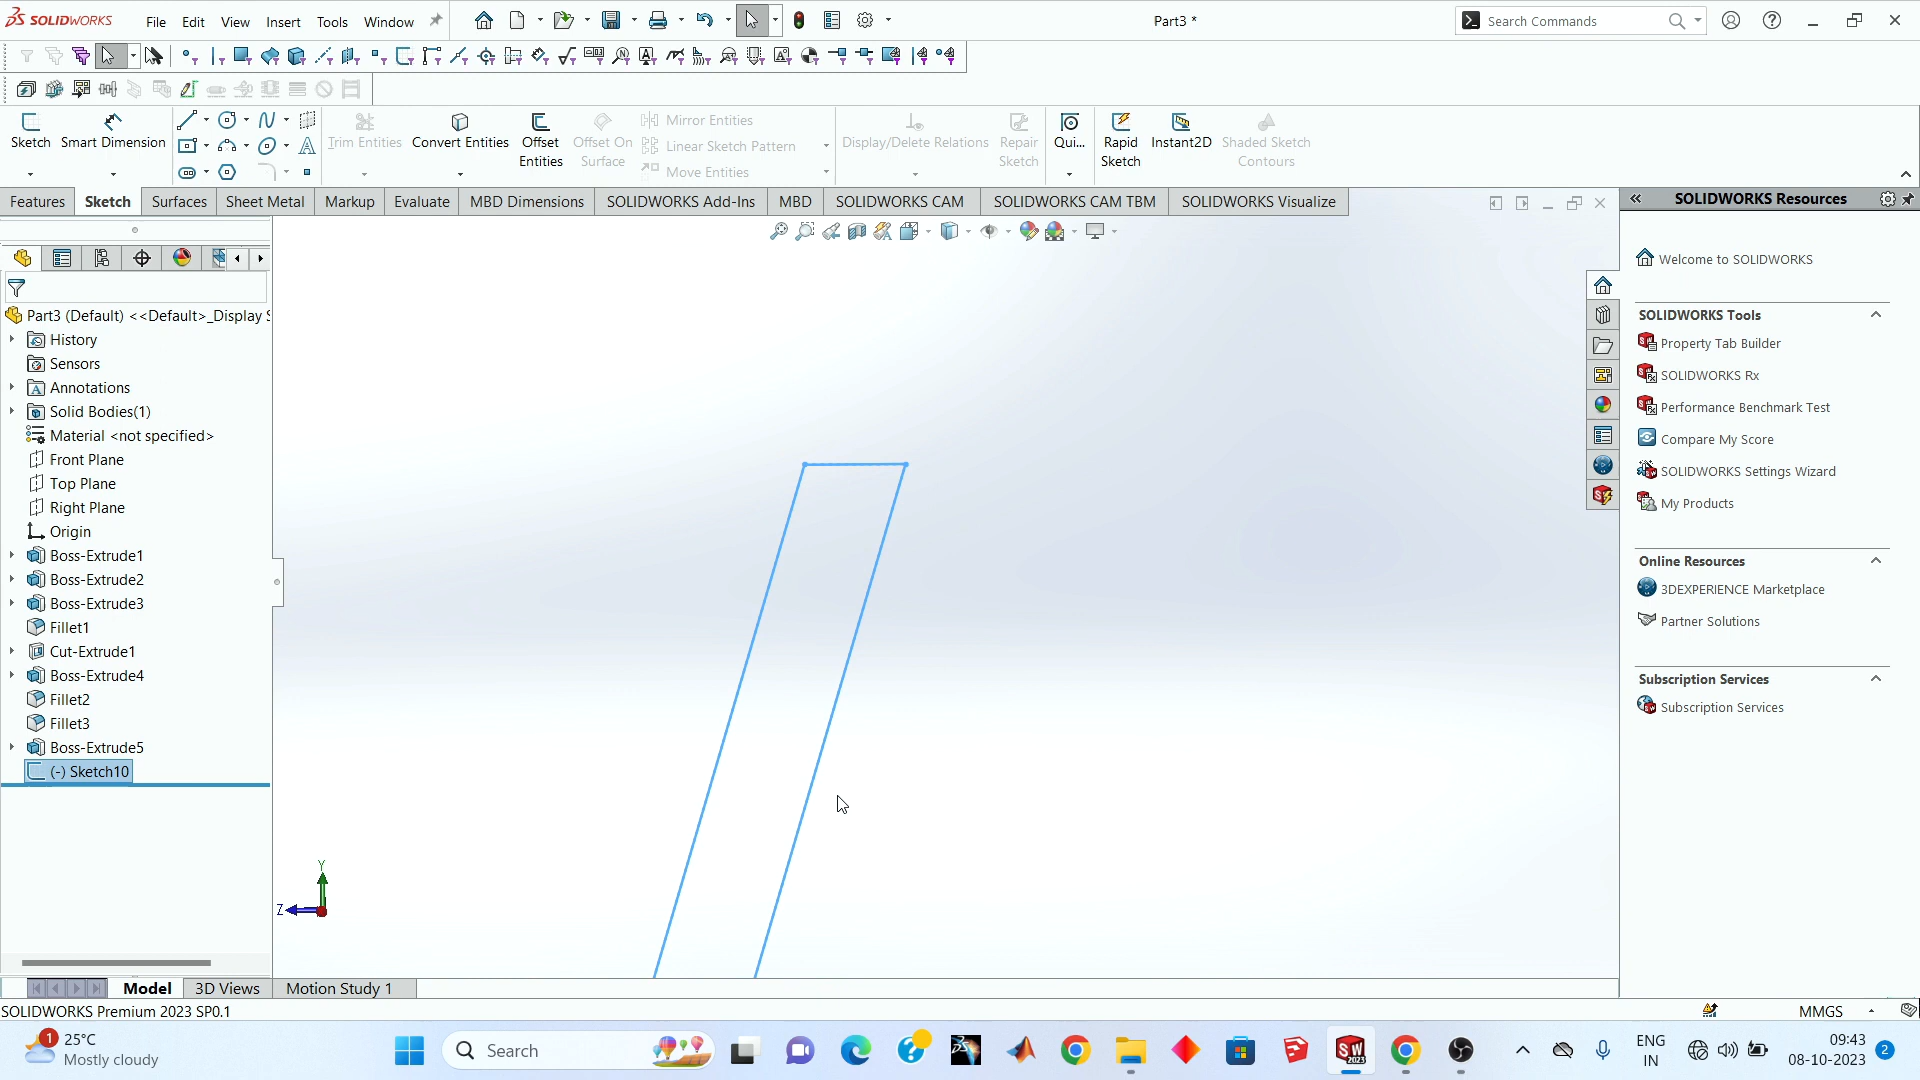 SOLIDWORKS File Edit View Insert Tools Window Part3 * Search Commands
Sketch Smart Dimension Trim Entities Convert Entities Offset Entities Offset On Surface Mirror Entities Linear Sketch Pattern Move Entities Display/Delete Relations Repair Sketch Qui... Rapid Sketch Instant2D Shaded Sketch Contours
Features Sketch Surfaces Sheet Metal Markup Evaluate MBD Dimensions SOLIDWORKS Add-Ins MBD SOLIDWORKS CAM SOLIDWORKS CAM TBM SOLIDWORKS Visualize
Part3 (Default) <<Default>_Display S
History
Sensors
Annotations
Solid Bodies(1)
Material <not specified>
Front Plane
Top Plane
Right Plane
Origin
Boss-Extrude1
Boss-Extrude2
Boss-Extrude3
Fillet1
Cut-Extrude1
Boss-Extrude4
Fillet2
Fillet3
Boss-Extrude5
(-) Sketch10
Y
Z
SOLIDWORKS Resources
Welcome to SOLIDWORKS
SOLIDWORKS Tools
Property Tab Builder
SOLIDWORKS Rx
Performance Benchmark Test
Compare My Score
SOLIDWORKS Settings Wizard
My Products
Online Resources
3DEXPERIENCE Marketplace
Partner Solutions
Subscription Services
Subscription Services
Model 3D Views Motion Study 1
SOLIDWORKS Premium 2023 SP0.1 MMGS
1 25°C
Mostly cloudy
Search
ENG
IN
09:43
08-10-2023
2